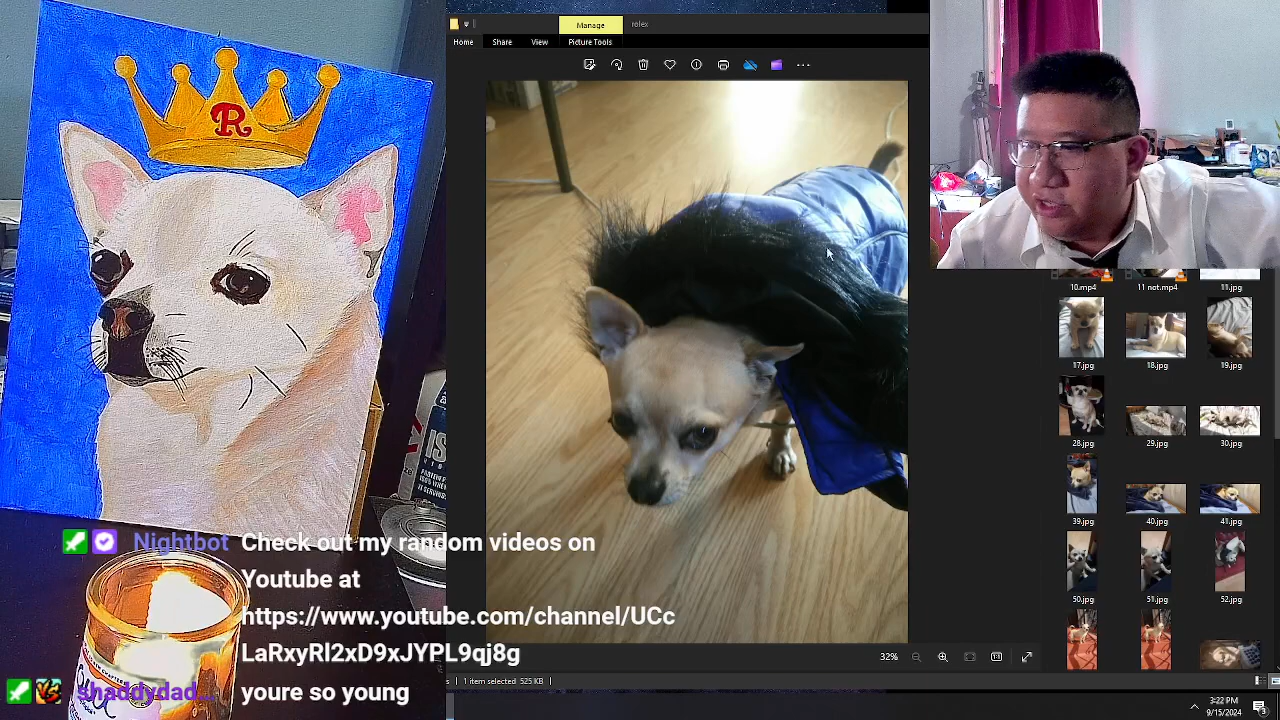 Manage
rolex
Home Share View Picture Tools
R
10.mp4 11 not.mp4 11.jpg
17.jpg 18.jpg 19.jpg
28.jpg 29.jpg 30.jpg
39.jpg 40.jpg 41.jpg
50.jpg 51.jpg 52.jpg
Nightbot Check out my random videos on
Youtube at
https://www.youtube.com/channel/UCc
LaRxyRl2xD9xJYPL9qj8g
shaddydad... youre so young
32%
1 item selected 525 KB
3:22 PM
9/15/2024